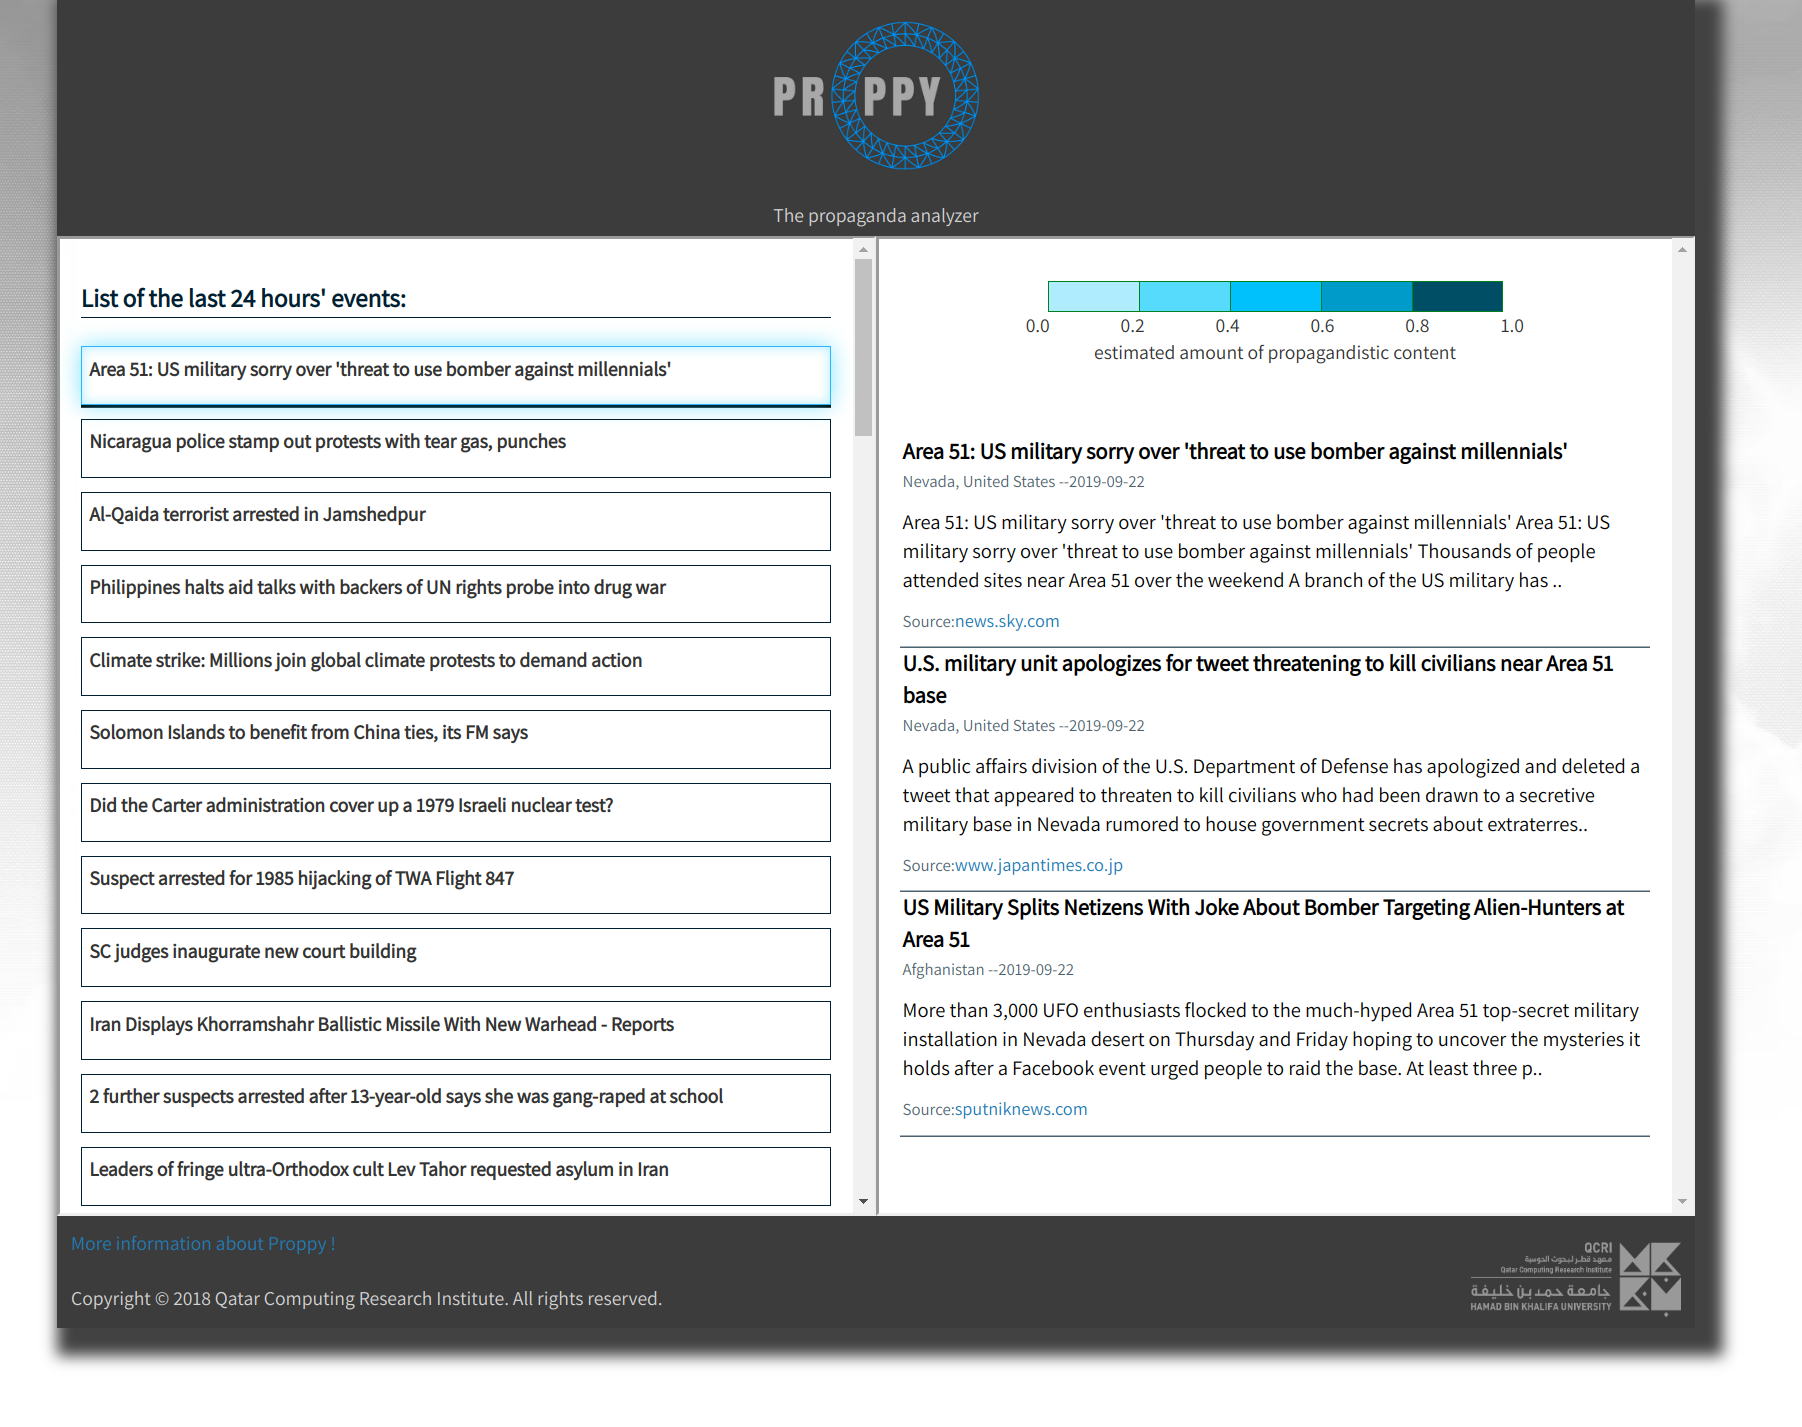 PR PPY
The propaganda analyzer
List of the last 24 hours' events:
Area 51: US military sorry over 'threat to use bomber against millennials'
Nicaragua police stamp out protests with tear gas, punches
Al-Qaida terrorist arrested in Jamshedpur
Philippines halts aid talks with backers of UN rights probe into drug war
Climate strike: Millions join global climate protests to demand action
Solomon Islands to benefit from China ties, its FM says
Did the Carter administration cover up a 1979 Israeli nuclear test?
Suspect arrested for 1985 hijacking of TWA Flight 847
SC judges inaugurate new court building
Iran Displays Khorramshahr Ballistic Missile With New Warhead - Reports
2 further suspects arrested after 13-year-old says she was gang-raped at school
Leaders of fringe ultra-Orthodox cult Lev Tahor requested asylum in Iran
0.0 0.2 0.4 0.6 0.8 1.0
estimated amount of propagandistic content
Area 51: US military sorry over 'threat to use bomber against millennials'
Nevada, United States --2019-09-22
Area 51: US military sorry over 'threat to use bomber against millennials' Area 51: US
military sorry over 'threat to use bomber against millennials' Thousands of people
attended sites near Area 51 over the weekend A branch of the US military has ..
Source:news.sky.com
U.S. military unit apologizes for tweet threatening to kill civilians near Area 51
base
Nevada, United States --2019-09-22
A public affairs division of the U.S. Department of Defense has apologized and deleted a
tweet that appeared to threaten to kill civilians who had been drawn to a secretive
military base in Nevada rumored to house government secrets about extraterres..
Source:www.japantimes.co.jp
US Military Splits Netizens With Joke About Bomber Targeting Alien-Hunters at
Area 51
Afghanistan --2019-09-22
More than 3,000 UFO enthusiasts flocked to the much-hyped Area 51 top-secret military
installation in Nevada desert on Thursday and Friday hoping to uncover the mysteries it
holds after a Facebook event urged people to raid the base. At least three p..
Source:sputniknews.com
More information about Proppy !
Copyright © 2018 Qatar Computing Research Institute. All rights reserved.
QCRI
معهد قطر لبحوث الحوسبة
Qatar Computing Research Institute
جامعة حمد بن خليفة
HAMAD BIN KHALIFA UNIVERSITY